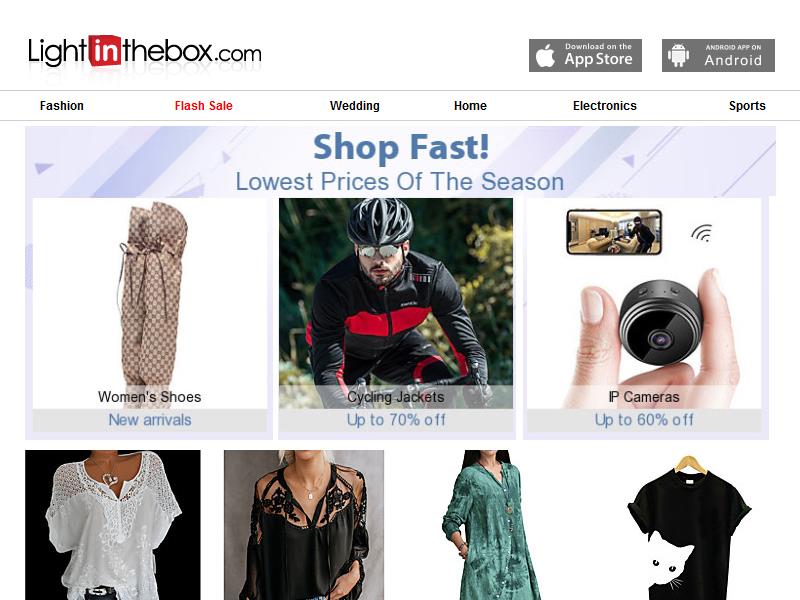 Lightinthebox.com
Download on the
App Store
ANDROID APP ON
Android
Fashion
Flash Sale
Wedding
Home
Electronics
Sports
Shop Fast!
Lowest Prices Of The Season
Women's Shoes
New arrivals
Cycling Jackets
Up to 70% off
IP Cameras
Up to 60% off